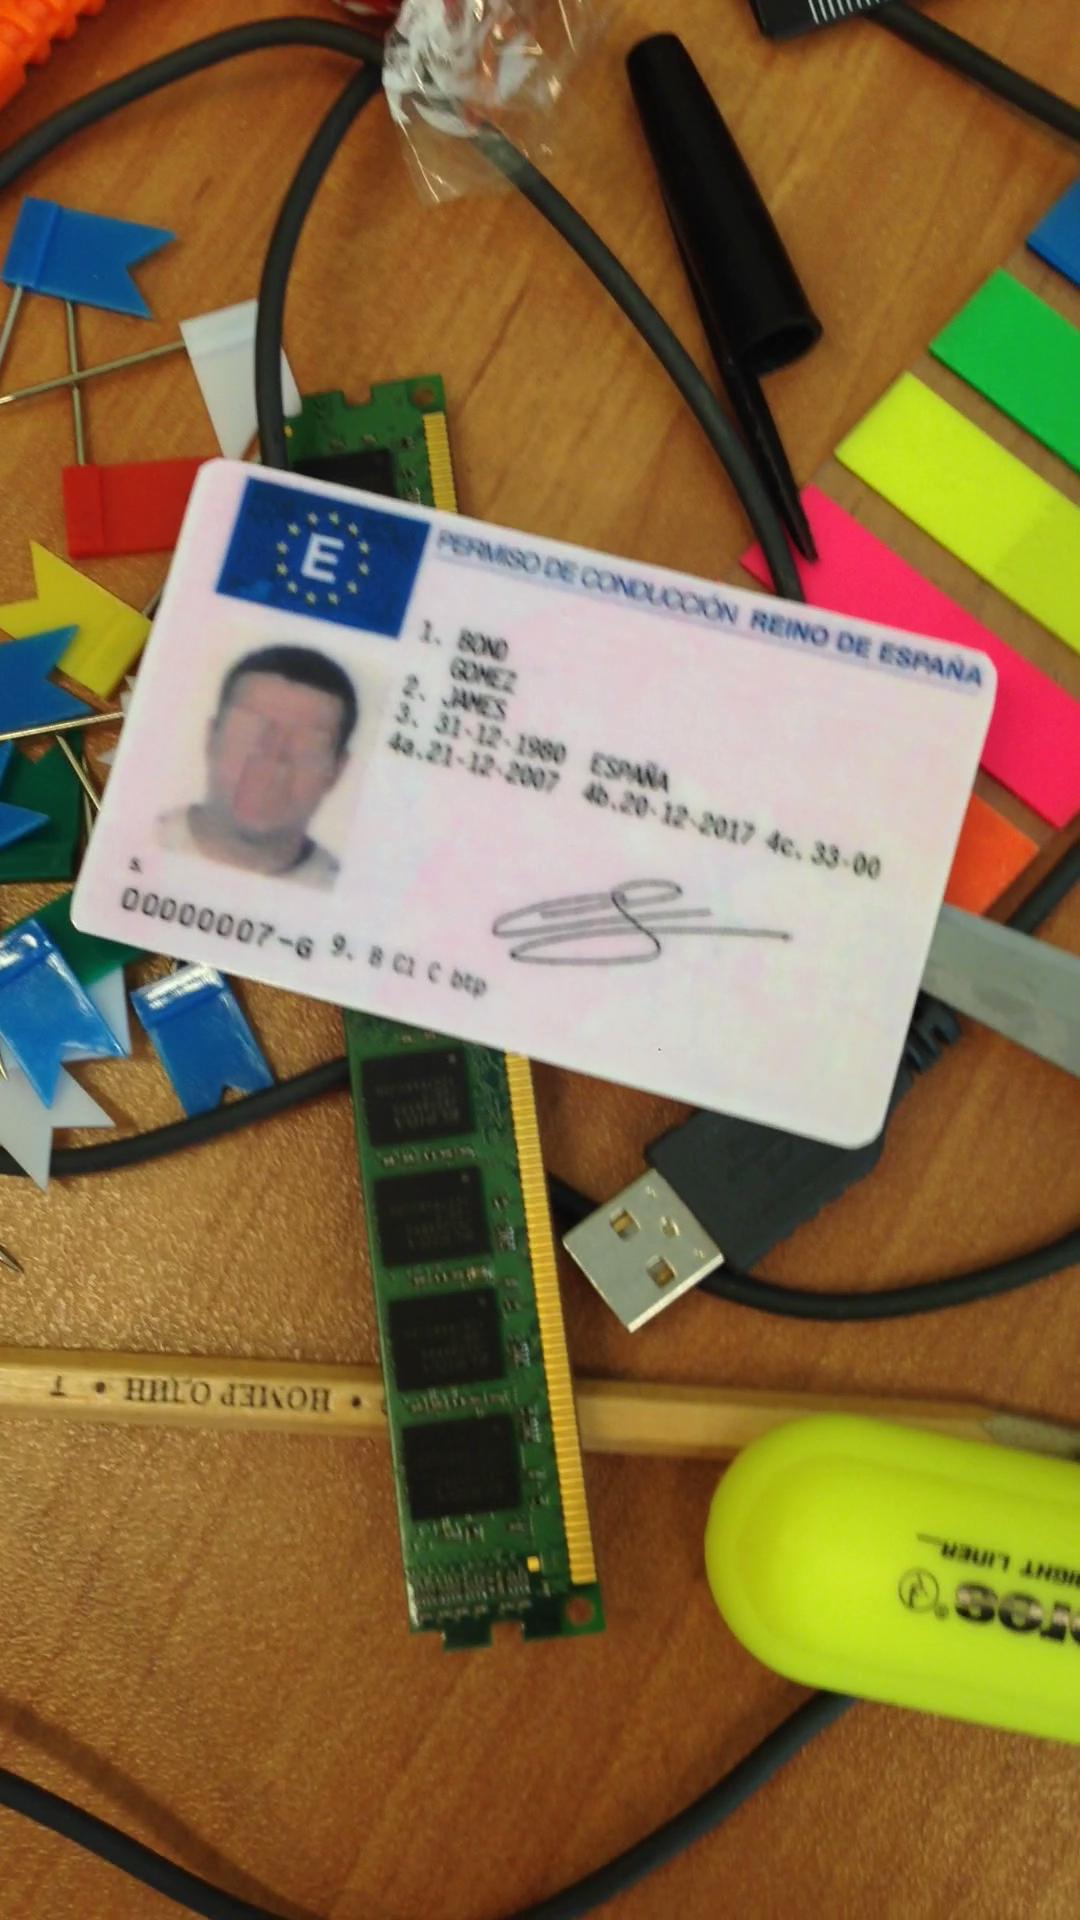 E
PERMISO DE CONDUCCIÓN REINO DE ESPAÑA
1. BOND
GOMEZ
2. JAMES
3. 31-12-1980 ESPAÑA
4a.21-12-2007 4b.20-12-2017 4c.33-00
5.
00000007-G 9. B C1 C btp
НОМЕР ОДИН • Т